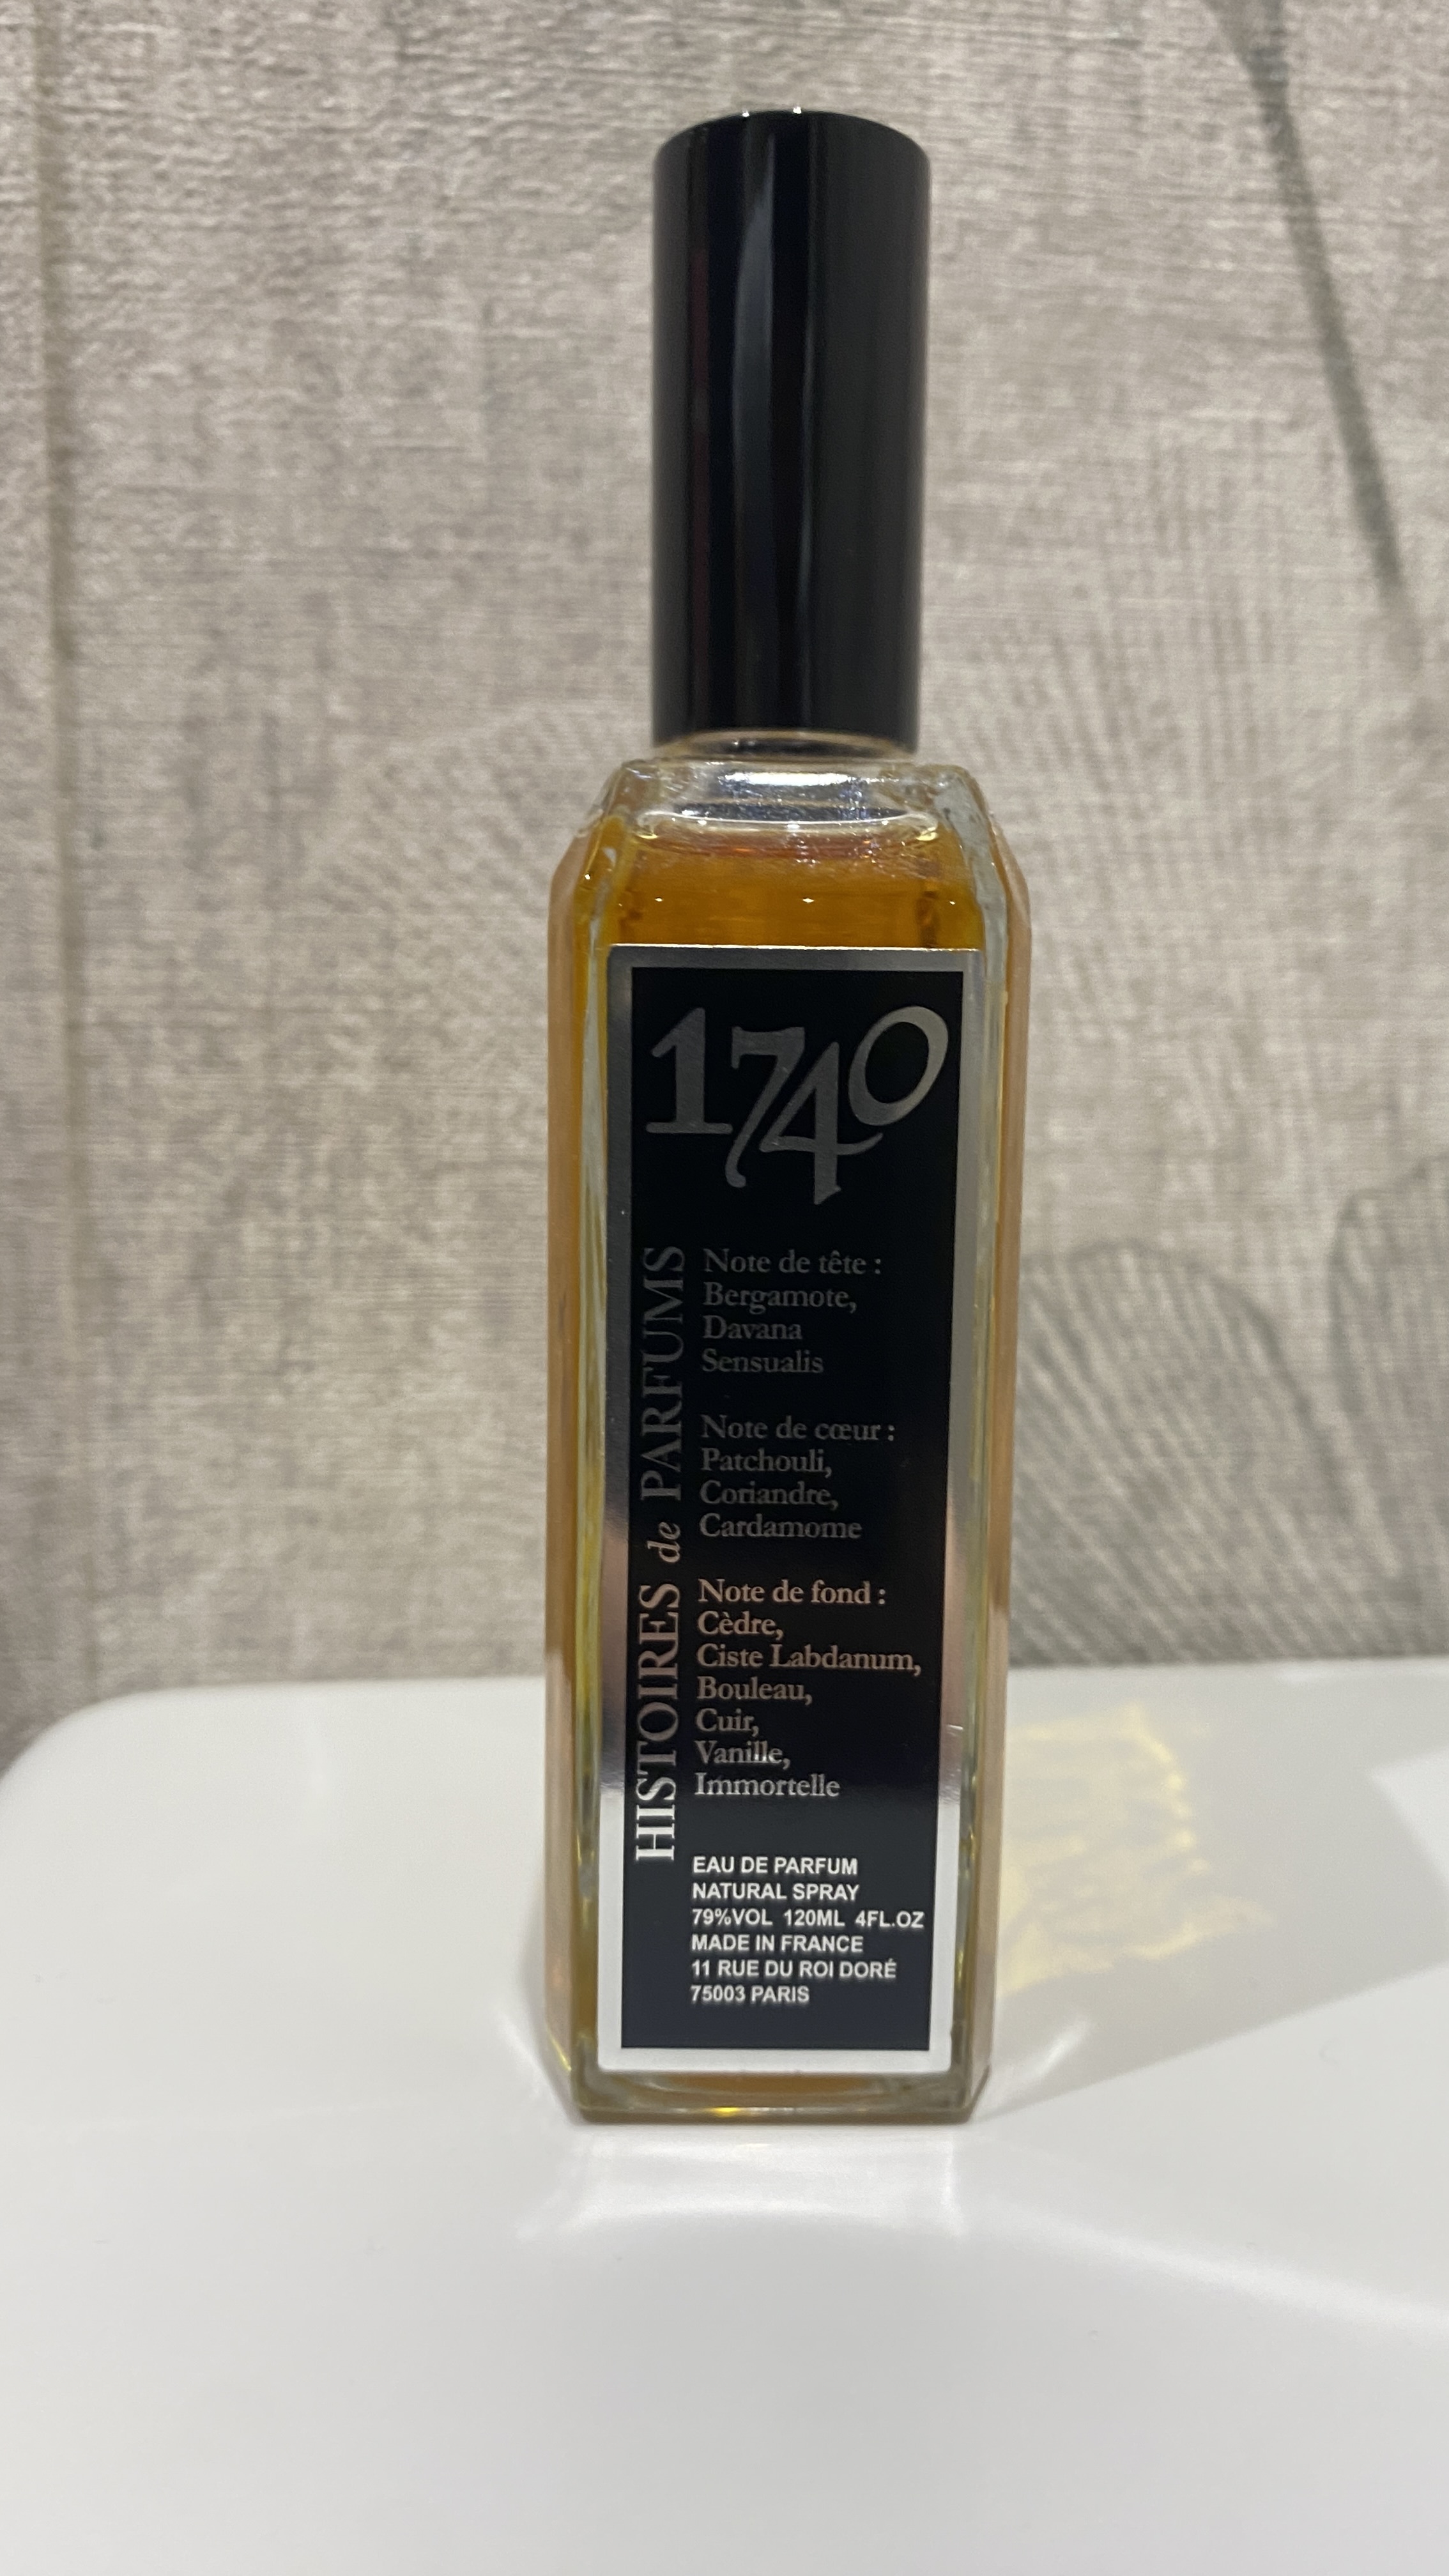 1740
HISTOIRES de PARFUMS
Note de tête :
Bergamote,
Davana
Sensualis
Note de cœur :
Patchouli,
Coriandre,
Cardamome
Note de fond :
Cèdre,
Ciste Labdanum,
Bouleau,
Cuir,
Vanille,
Immortelle
EAU DE PARFUM
NATURAL SPRAY
79%VOL 120ML 4FL.OZ
MADE IN FRANCE
11 RUE DU ROI DORÉ
75003 PARIS